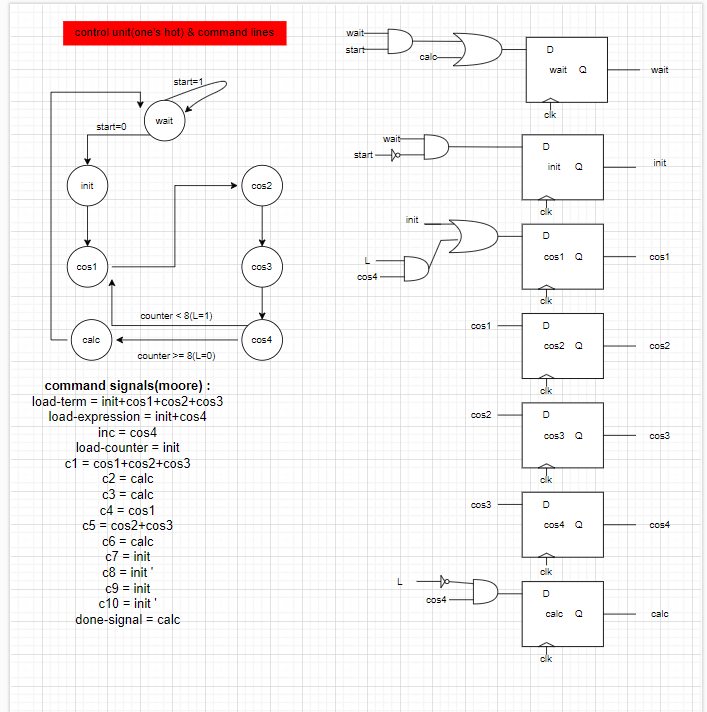 control unit(one's hot) & command lines
start=1
wait
start=0
init
cos2
cos1
cos3
counter < 8(L=1)
calc
cos4
counter >= 8(L=0)
command signals(moore) :
load-term = init+cos1+cos2+cos3
load-expression = init+cos4
inc = cos4
load-counter = init
c1 = cos1+cos2+cos3
c2 = calc
c3 = calc
c4 = cos1
c5 = cos2+cos3
c6 = calc
c7 = init
c8 = init '
c9 = init
c10 = init '
done-signal = calc
wait
start
calc
D
wait Q
wait
clk
wait
start
D
init Q
init
clk
init
L
cos4
D
cos1 Q
cos1
clk
cos1
D
cos2 Q
cos2
clk
cos2
D
cos3 Q
cos3
clk
cos3
D
cos4 Q
cos4
clk
L
cos4
D
calc Q
calc
clk